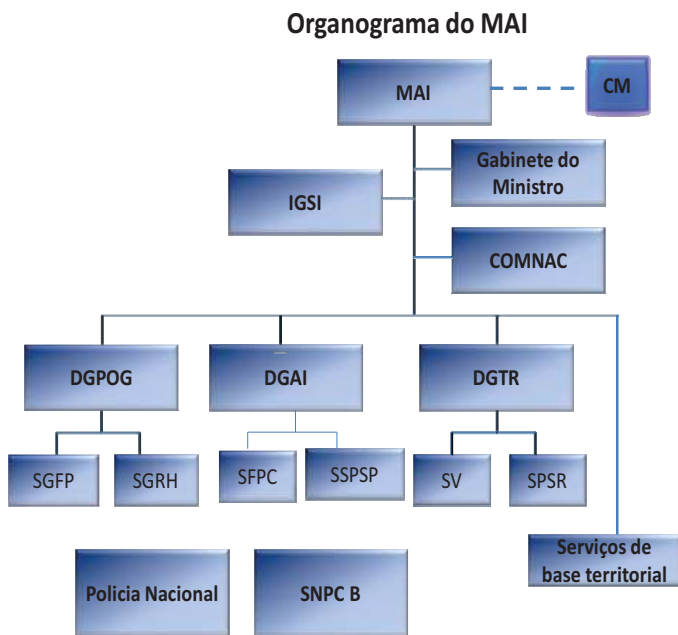 Organograma do MAI
MAI
CM
Gabinete do
Ministro
IGSI
COMNAC
DGPOG
DGAI
DGTR
SGFP
SGRH
SFPC
SSPSP
SV
SPSR
Serviços de
base territorial
Policia Nacional
SNPC B